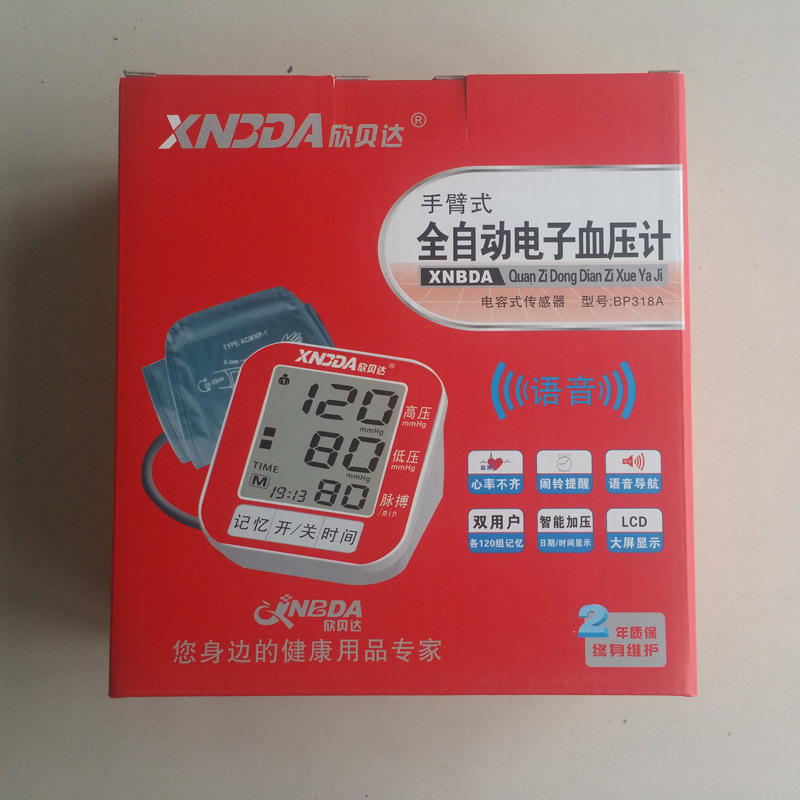 XNBDA欣贝达®
手臂式
全自动电子血压计
XNBDA Quan Zi Dong Dian Zi Xue Ya Ji
电容式传感器 型号:BP318A
TYPE: ACM MP-1
XNBDA欣贝达®
120 高压 mmHg
mmHg
80 低压 mmHg
mmHg
TIME
M 19:13 80 脉搏 /min
记忆 开/关 时间
语音
心率不齐 闹铃提醒 语音导航
双用户 智能加压 LCD
各120组记忆 日期/时间显示 大屏显示
XNBDA
欣贝达
您身边的健康用品专家
2年质保
终身维护